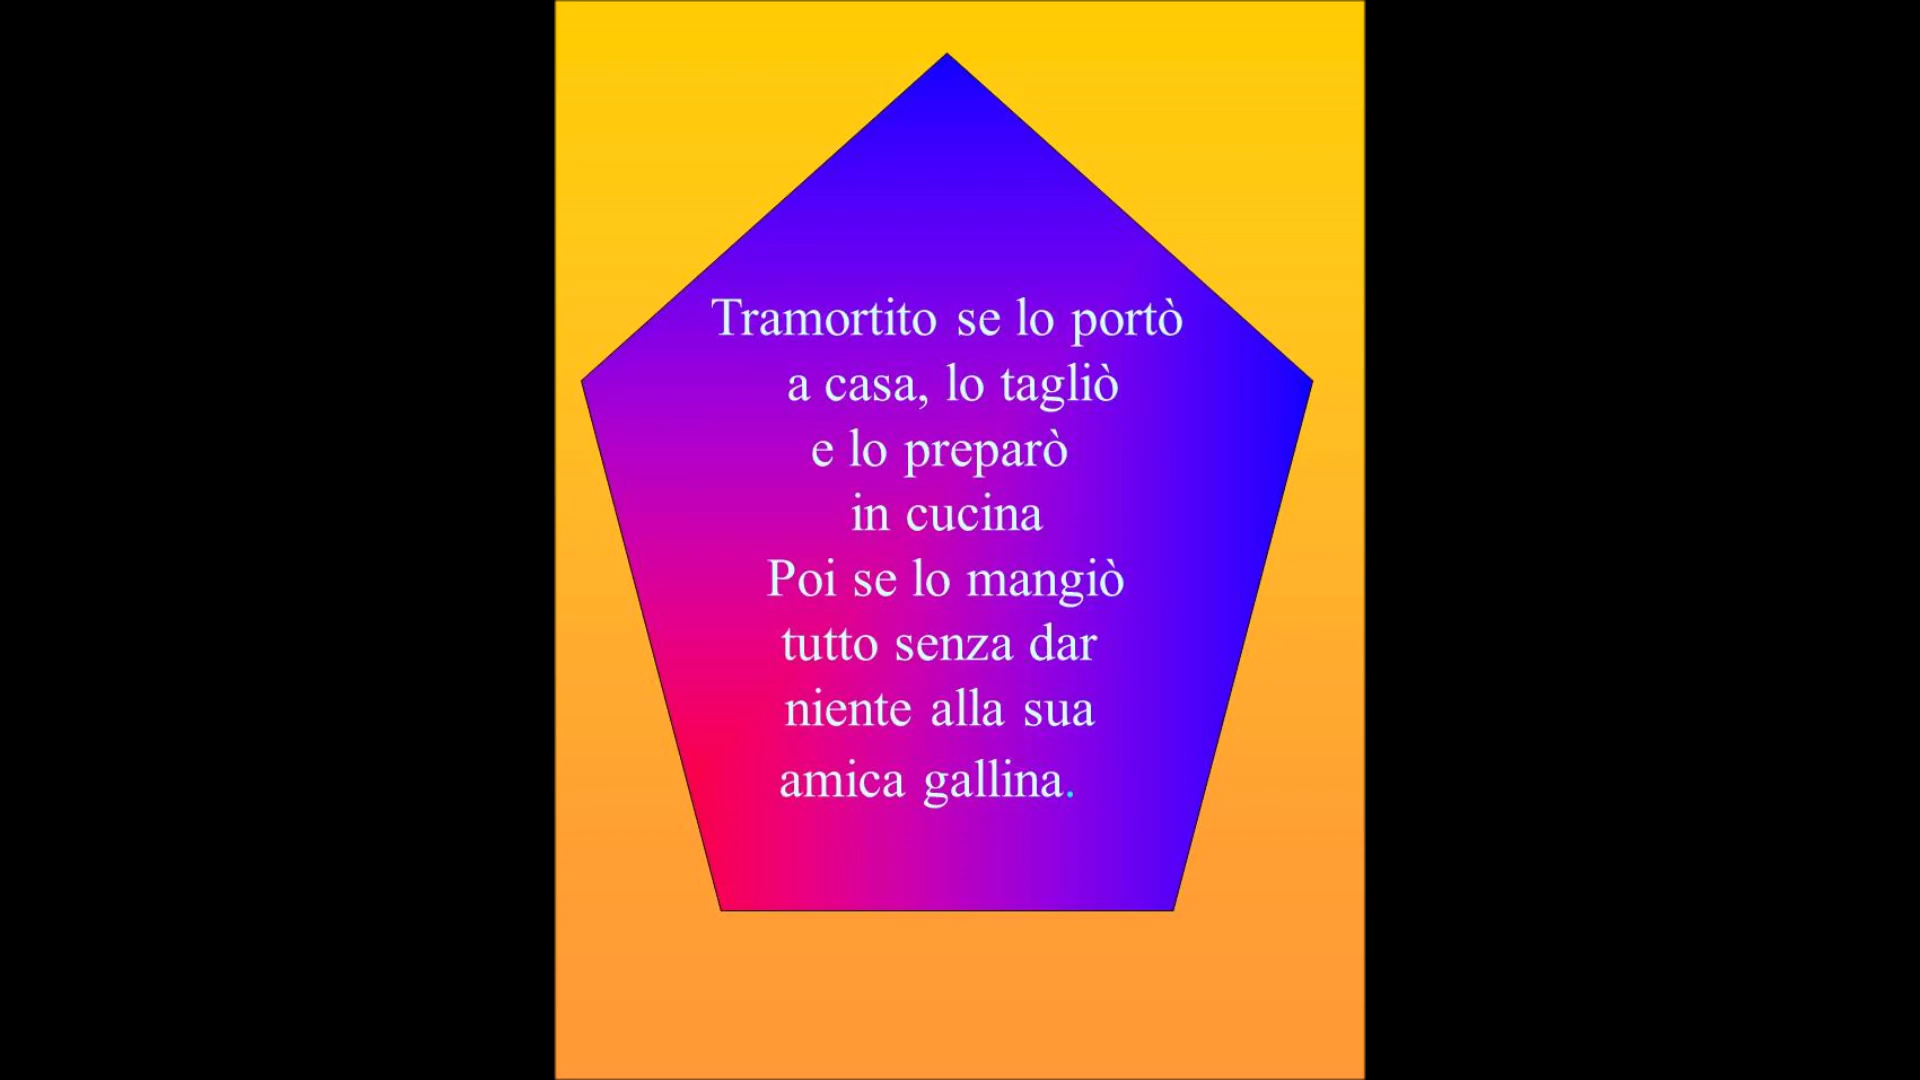 Tramortito se lo portò
a casa, lo tagliò
e lo preparò
in cucina
Poi se lo mangiò
tutto senza dar
niente alla sua
amica gallina.